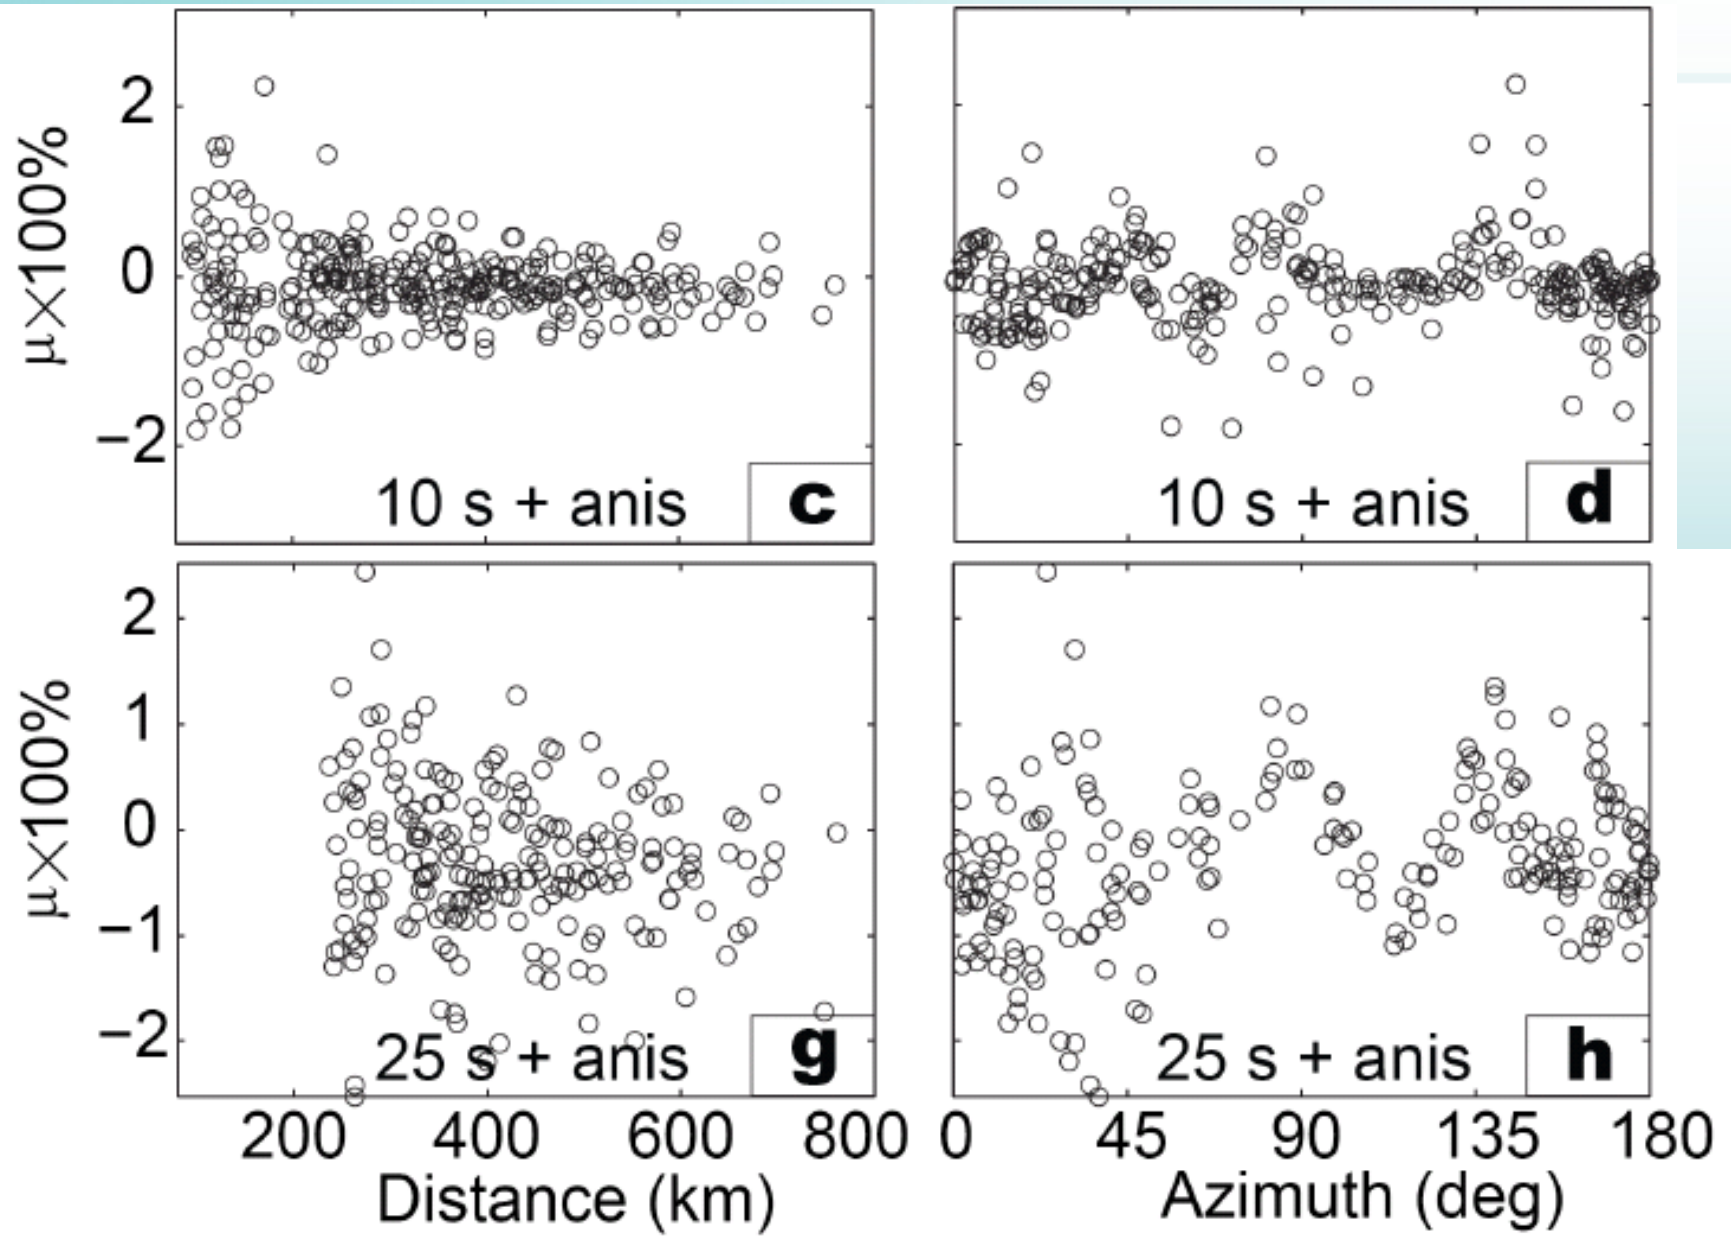 2
0
−2
μ×100%
10 s + anis
c
10 s + anis
d
2
1
0
−1
−2
μ×100%
25 s + anis
g
25 s + anis
h
200 400 600 800
0 45 90 135 180
Distance (km)
Azimuth (deg)